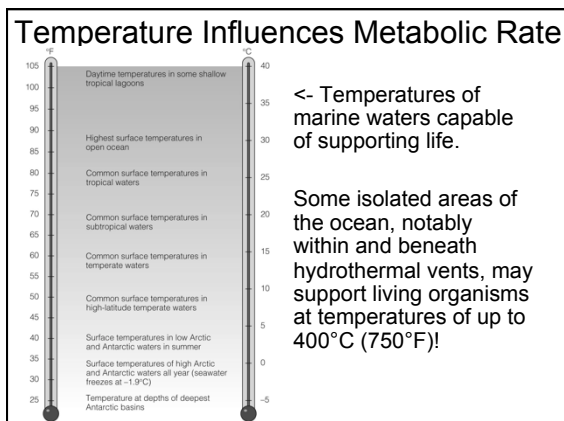 Temperature Influences Metabolic Rate
°F
°C
105
100
95
90
85
80
75
70
65
60
55
50
45
40
35
30
25
Daytime temperatures in some shallow
tropical lagoons
Highest surface temperatures in
open ocean
Common surface temperatures in
tropical waters
Common surface temperatures in
subtropical waters
Common surface temperatures in
temperate waters
Common surface temperatures in
high-latitude temperate waters
Surface temperatures in low Arctic
and Antarctic waters in summer
Surface temperatures of high Arctic
and Antarctic waters all year (seawater
freezes at –1.9°C)
Temperature at depths of deepest
Antarctic basins
40
35
30
25
20
15
10
5
0
–5
<- Temperatures of
marine waters capable
of supporting life.
Some isolated areas of
the ocean, notably
within and beneath
hydrothermal vents, may
support living organisms
at temperatures of up to
400°C (750°F)!